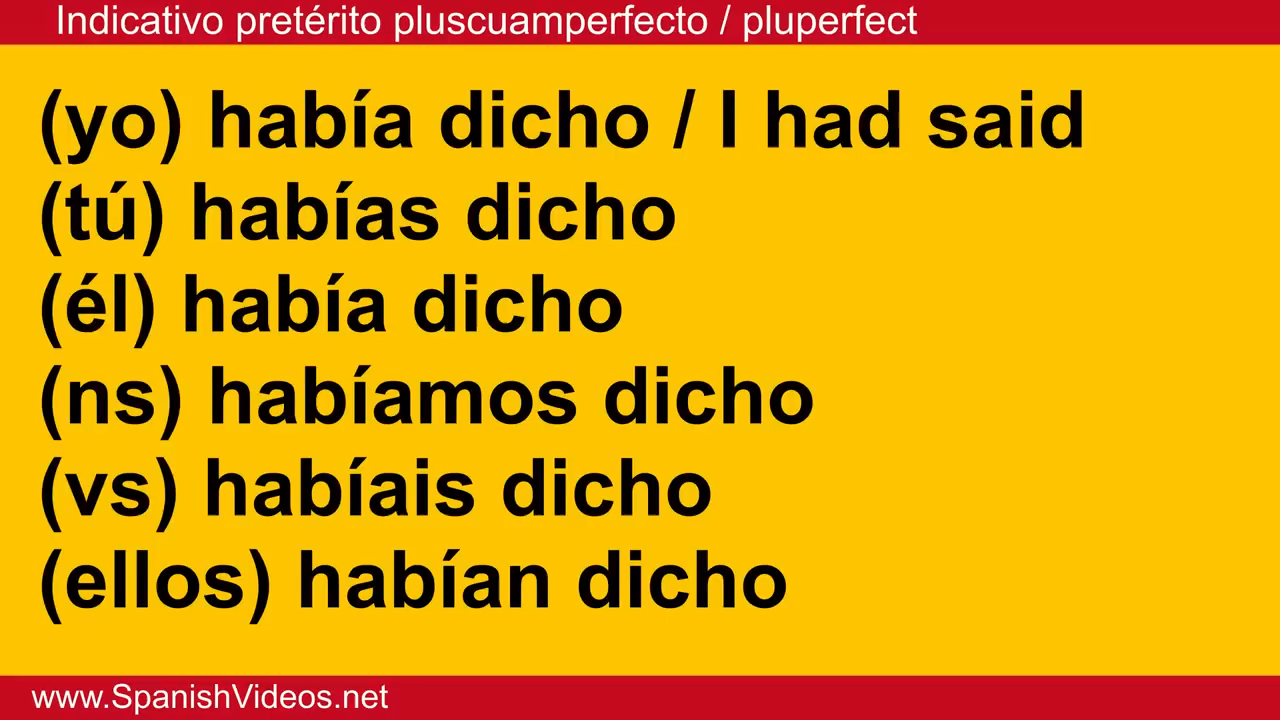 Indicativo pretérito pluscuamperfecto / pluperfect
(yo) había dicho / I had said
(tú) habías dicho
(él) había dicho
(ns) habíamos dicho
(vs) habíais dicho
(ellos) habían dicho
www.SpanishVideos.net